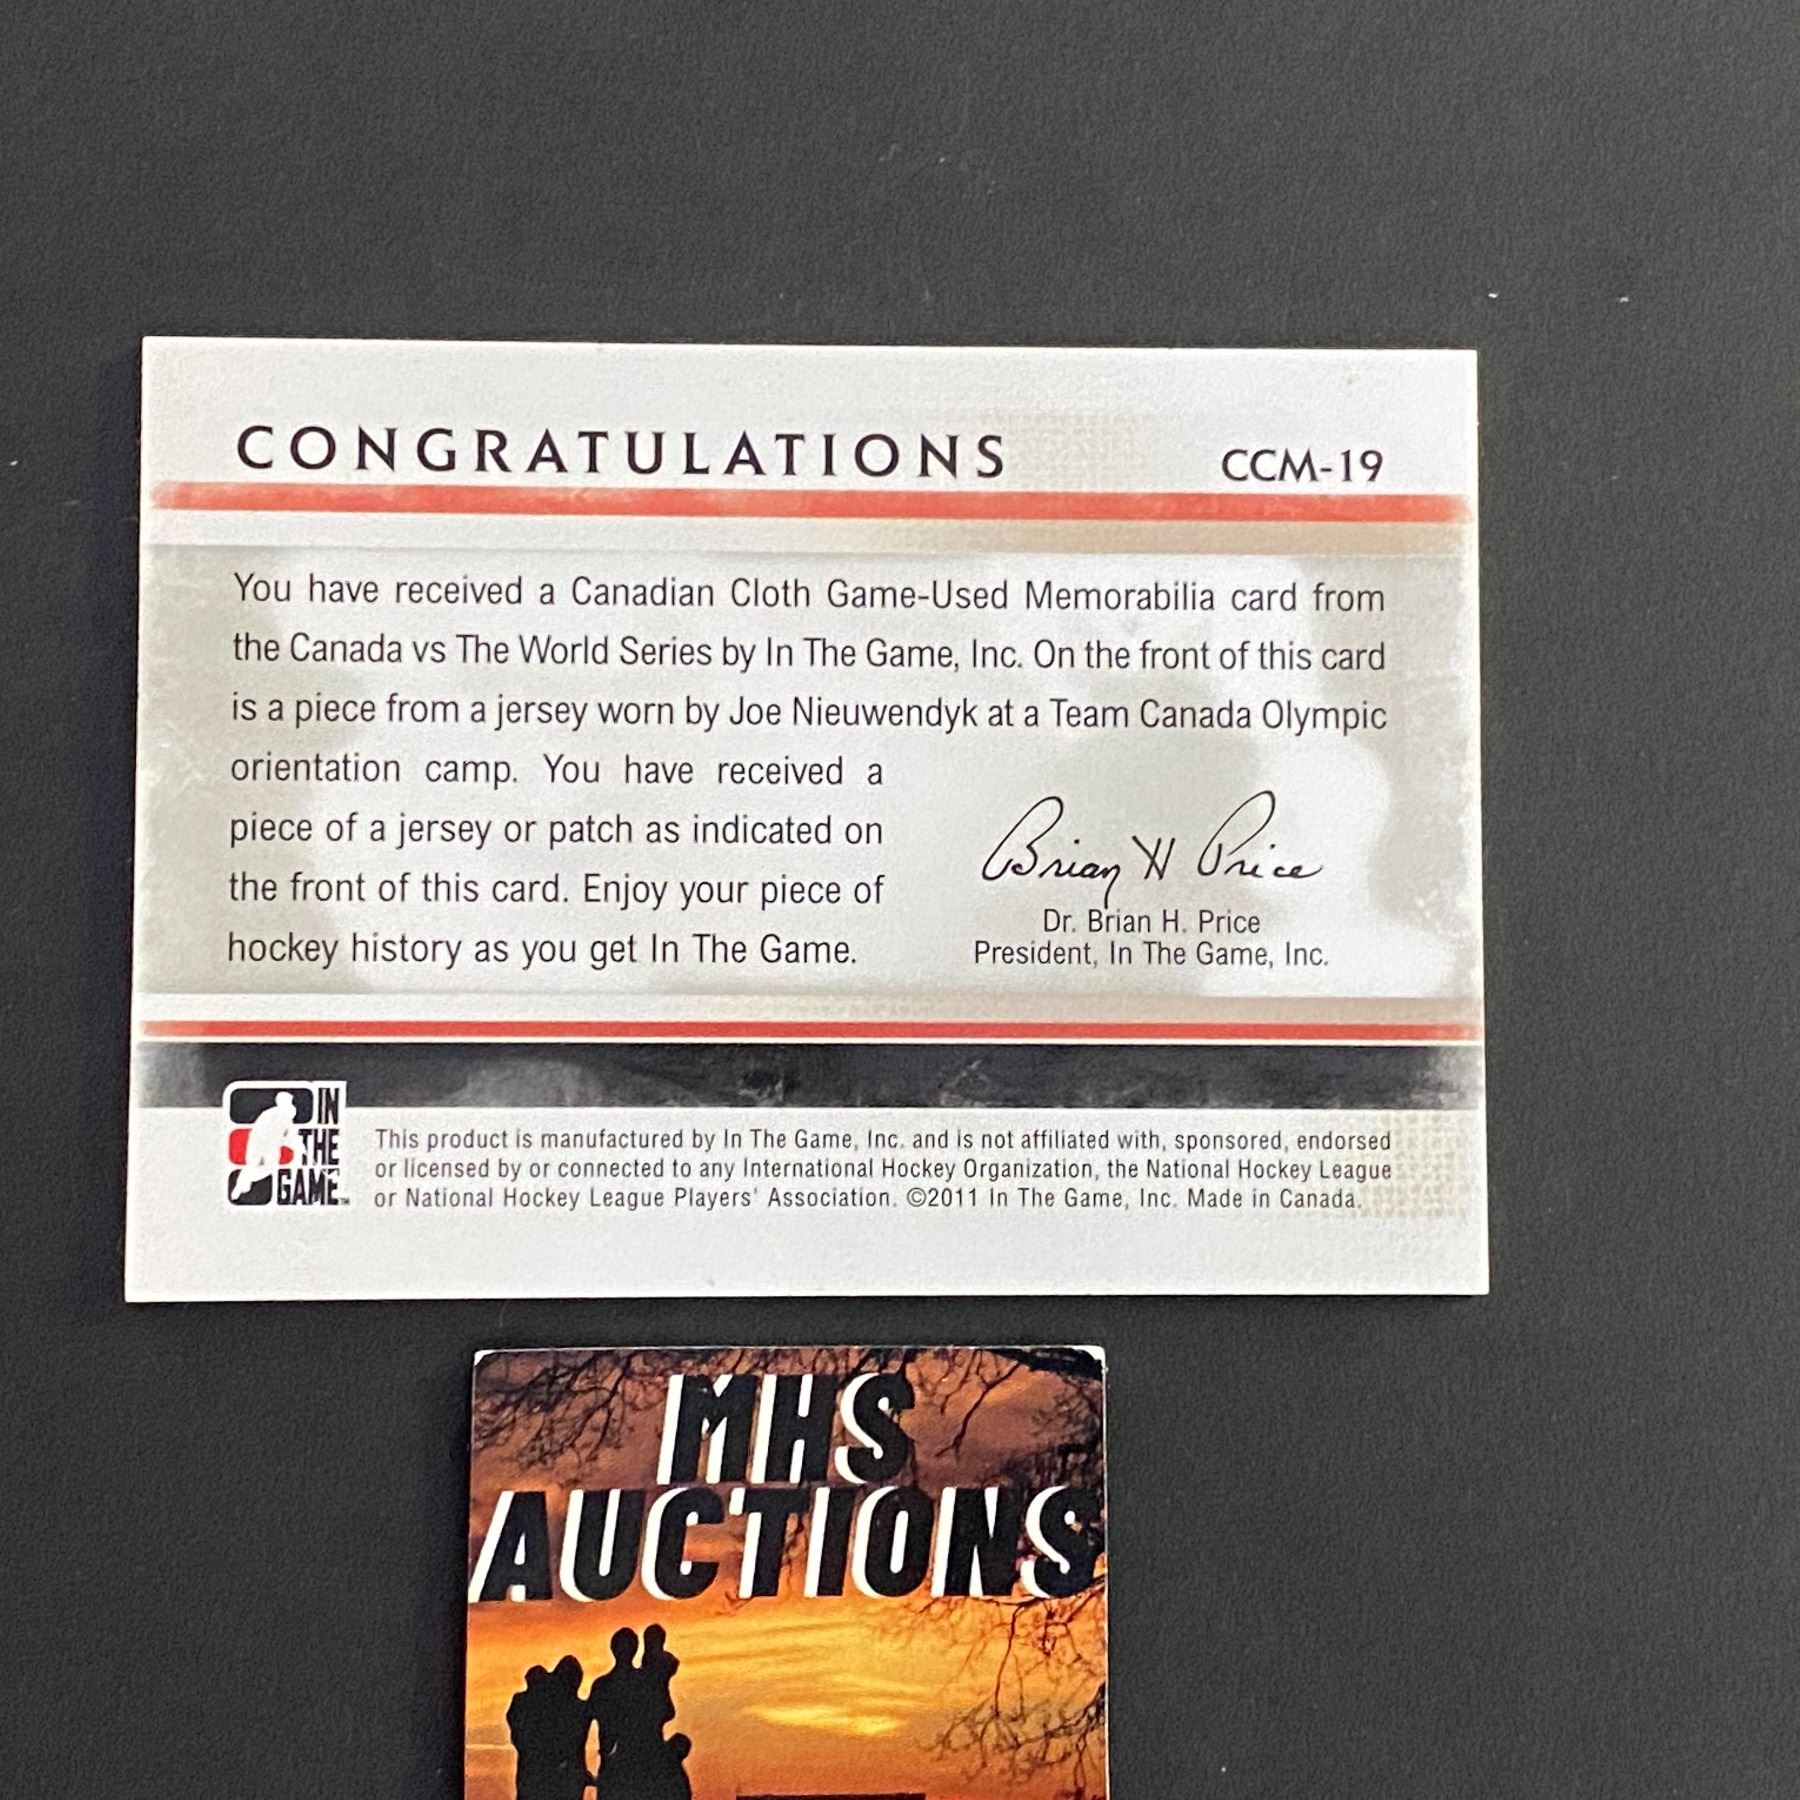 CONGRATULATIONS CCM-19
You have received a Canadian Cloth Game-Used Memorabilia card from
the Canada vs The World Series by In The Game, Inc. On the front of this card
is a piece from a jersey worn by Joe Nieuwendyk at a Team Canada Olympic
orientation camp. You have received a
piece of a jersey or patch as indicated on
the front of this card. Enjoy your piece of
hockey history as you get In The Game.
Brian H Price
Dr. Brian H. Price
President, In The Game, Inc.
IN
THE
GAME™
This product is manufactured by In The Game, Inc. and is not affiliated with, sponsored, endorsed
or licensed by or connected to any International Hockey Organization, the National Hockey League
or National Hockey League Players' Association. ©2011 In The Game, Inc. Made in Canada.
MHS
AUCTIONS